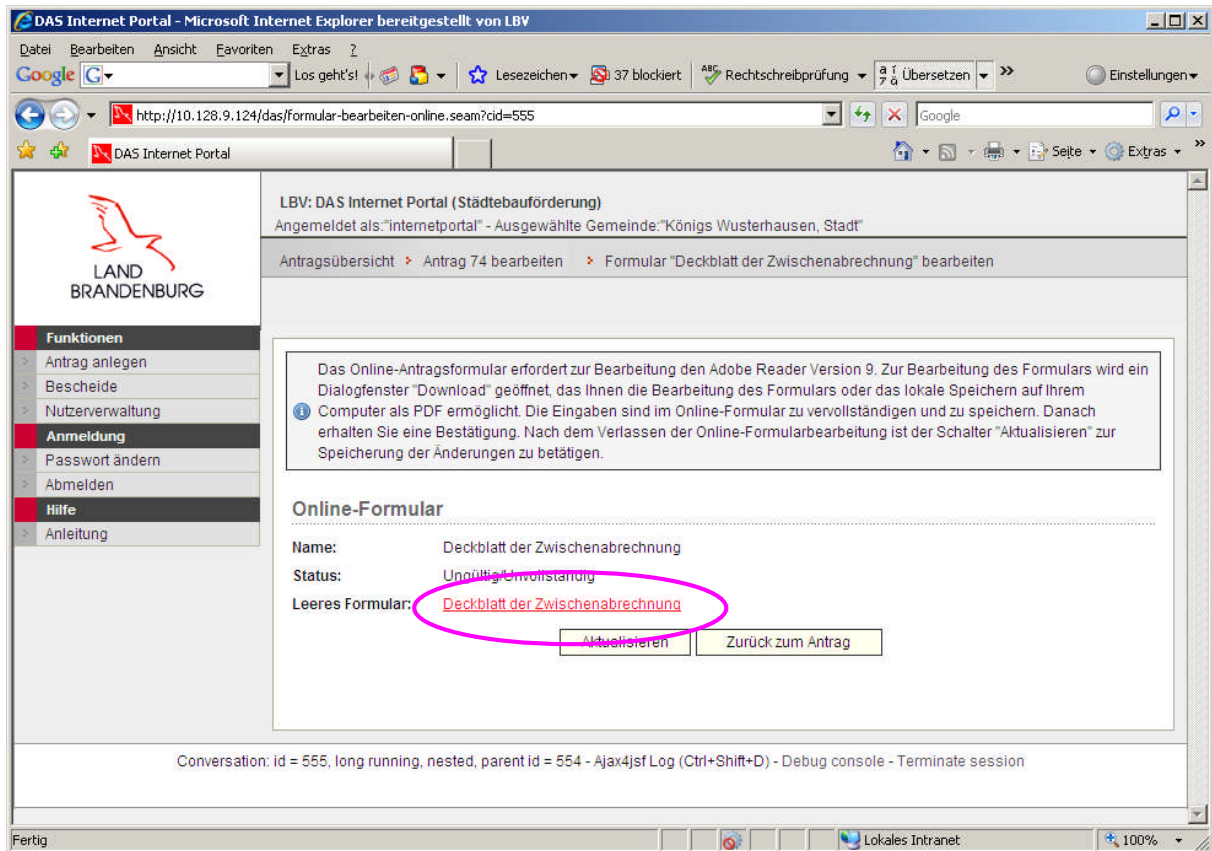 DAS Internet Portal - Microsoft Internet Explorer bereitgestellt von LBV
Datei Bearbeiten Ansicht Favoriten Extras ?
Google G Los geht's! Lesezeichen 37 blockiert ABC Rechtschreibprüfung Übersetzen » Einstellungen
http://10.128.9.124/das/formular-bearbeiten-online.seam?cid=555 Google
DAS Internet Portal Seite Extras »
LAND
BRANDENBURG
LBV: DAS Internet Portal (Städtebauförderung)
Angemeldet als:"internetportal" - Ausgewählte Gemeinde:"Königs Wusterhausen, Stadt"
Antragsübersicht Antrag 74 bearbeiten Formular "Deckblatt der Zwischenabrechnung" bearbeiten
Funktionen
Antrag anlegen
Bescheide
Nutzerverwaltung
Anmeldung
Passwort ändern
Abmelden
Hilfe
Anleitung
Das Online-Antragsformular erfordert zur Bearbeitung den Adobe Reader Version 9. Zur Bearbeitung des Formulars wird ein
Dialogfenster "Download" geöffnet, das Ihnen die Bearbeitung des Formulars oder das lokale Speichern auf Ihrem
Computer als PDF ermöglicht. Die Eingaben sind im Online-Formular zu vervollständigen und zu speichern. Danach
erhalten Sie eine Bestätigung. Nach dem Verlassen der Online-Formularbearbeitung ist der Schalter "Aktualisieren" zur
Speicherung der Änderungen zu betätigen.
Online-Formular
Name: Deckblatt der Zwischenabrechnung
Status: Ungültig/Unvollständig
Leeres Formular: Deckblatt der Zwischenabrechnung
Aktualisieren Zurück zum Antrag
Conversation: id = 555, long running, nested, parent id = 554 - Ajax4jsf Log (Ctrl+Shift+D) - Debug console - Terminate session
Fertig Lokales Intranet 100%